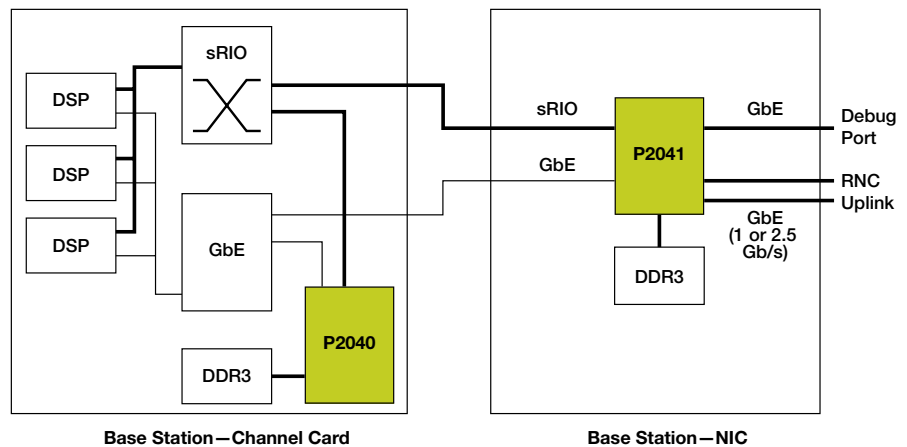 sRIO
DSP
DSP
DSP
GbE
P2040
DDR3
Base Station—Channel Card
sRIO
GbE
P2041
GbE
Debug
Port
RNC
Uplink
GbE
(1 or 2.5
Gb/s)
DDR3
Base Station—NIC